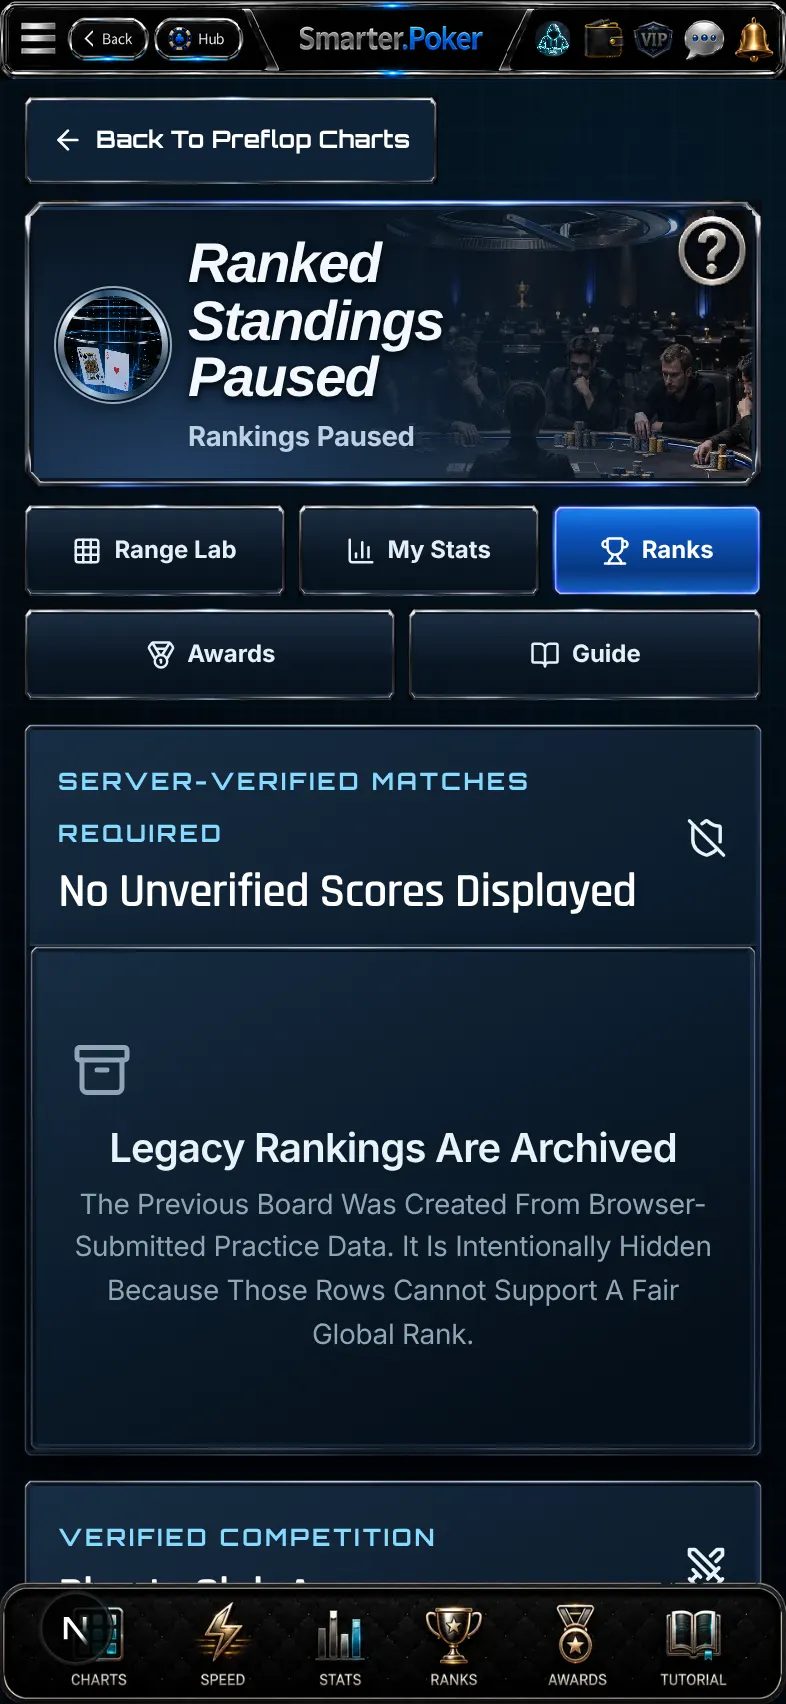 Back
Hub
Smarter.Poker
VIP
Back To Preflop Charts
?
Ranked
Standings
Paused
Rankings Paused
Range Lab
My Stats
Ranks
Awards
Guide
SERVER-VERIFIED MATCHES
REQUIRED
No Unverified Scores Displayed
Legacy Rankings Are Archived
The Previous Board Was Created From Browser-
Submitted Practice Data. It Is Intentionally Hidden
Because Those Rows Cannot Support A Fair
Global Rank.
VERIFIED COMPETITION
N
CHARTS
SPEED
STATS
RANKS
AWARDS
TUTORIAL